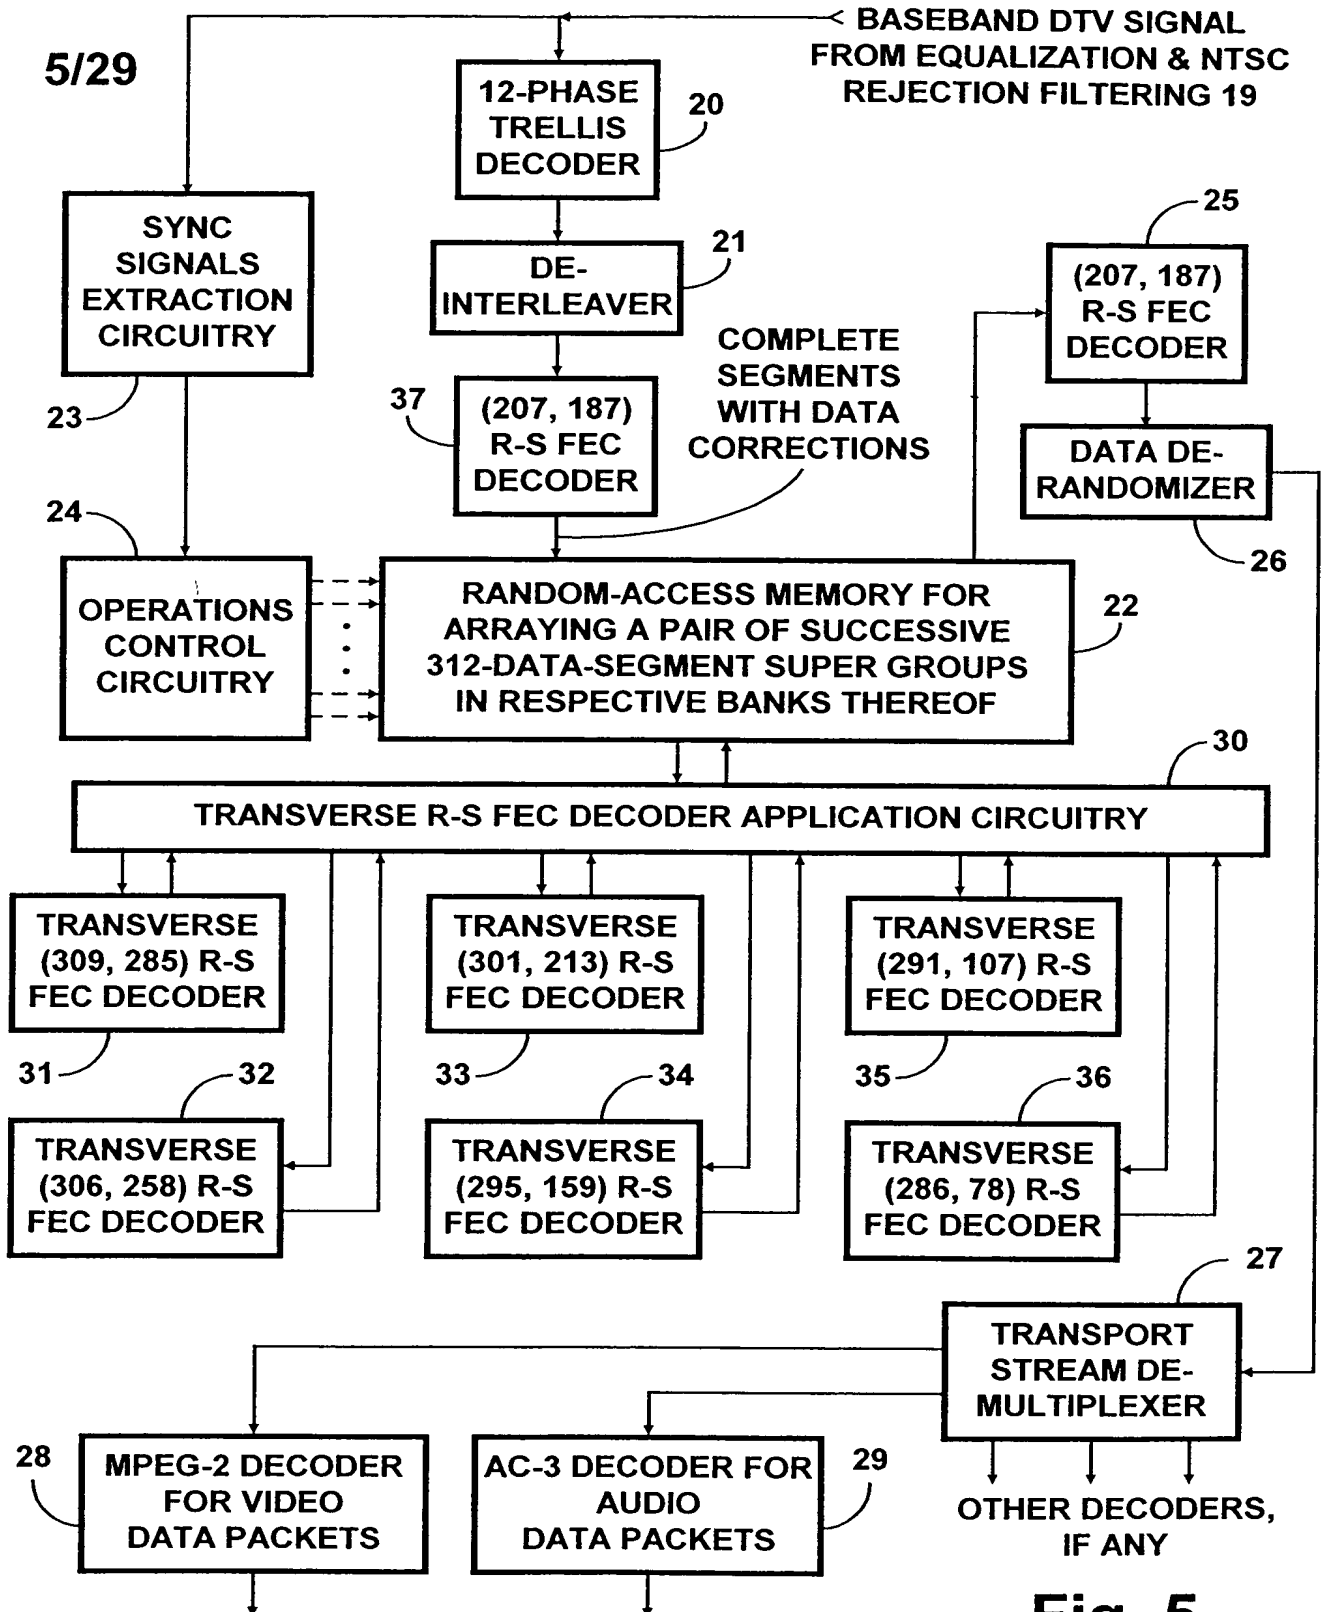 BASEBAND DTV SIGNAL
FROM EQUALIZATION & NTSC
REJECTION FILTERING 19
5/29
12-PHASE
TRELLIS
DECODER
20
SYNC
SIGNALS
EXTRACTION
CIRCUITRY
23
DE-
INTERLEAVER
21
25
(207, 187)
R-S FEC
DECODER
COMPLETE
SEGMENTS
WITH DATA
CORRECTIONS
37
(207, 187)
R-S FEC
DECODER
DATA DE-
RANDOMIZER
26
24
OPERATIONS
CONTROL
CIRCUITRY
RANDOM-ACCESS MEMORY FOR
ARRAYING A PAIR OF SUCCESSIVE
312-DATA-SEGMENT SUPER GROUPS
IN RESPECTIVE BANKS THEREOF
22
30
TRANSVERSE R-S FEC DECODER APPLICATION CIRCUITRY
TRANSVERSE
(309, 285) R-S
FEC DECODER
31
TRANSVERSE
(301, 213) R-S
FEC DECODER
33
TRANSVERSE
(291, 107) R-S
FEC DECODER
35
32
TRANSVERSE
(306, 258) R-S
FEC DECODER
34
TRANSVERSE
(295, 159) R-S
FEC DECODER
36
TRANSVERSE
(286, 78) R-S
FEC DECODER
27
TRANSPORT
STREAM DE-
MULTIPLEXER
28
MPEG-2 DECODER
FOR VIDEO
DATA PACKETS
AC-3 DECODER FOR
AUDIO
DATA PACKETS
29
OTHER DECODERS,
IF ANY
Fig. 5